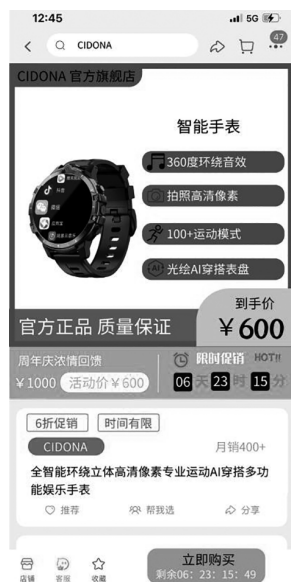 12:45
5G
CIDONA
47
CIDONA 官方旗舰店
智能手表
360度环绕音效
拍照高清像素
100+运动模式
AI
光绘AI穿搭表盘
到手价
官方正品 质量保证
￥600
周年庆浓情回馈
限时促销 HOT!!
￥1000 活动价￥600
06天23时15分
6折促销 时间有限
CIDONA 月销400+
全智能环绕立体高清像素专业运动AI穿搭多功
能娱乐手表
推荐 帮我选 分享
立即购买
店铺 客服 收藏
剩余06：23：15：49